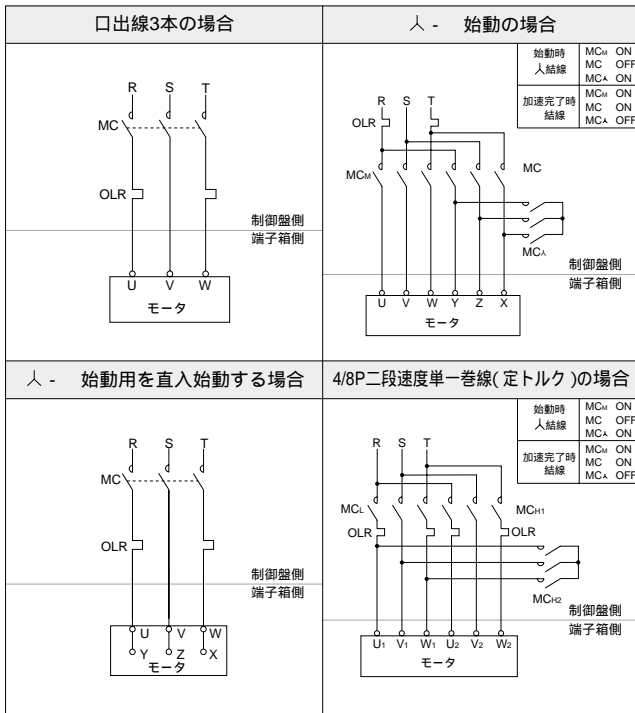 口出線3本の場合
R S T
MC
OLR
制御盤側
端子箱側
U V W
モータ
人 - 始動の場合
始動時
人結線
MCM ON
MC OFF
MC人 ON
加速完了時
結線
MCM ON
MC ON
MC人 OFF
R S T
OLR
MCM
MC
MC人
制御盤側
端子箱側
U V W Y Z X
モータ
人 - 始動用を直入始動する場合
R S T
MC
OLR
制御盤側
端子箱側
U V W
Y Z X
モータ
4/8P二段速度単一巻線(定トルク)の場合
始動時
人結線
MCM ON
MC OFF
MC人 ON
加速完了時
結線
MCM ON
MC ON
MC人 OFF
R S T
MCL
MCH1
OLR OLR
MCH2
制御盤側
端子箱側
U1 V1 W1 U2 V2 W2
モータ